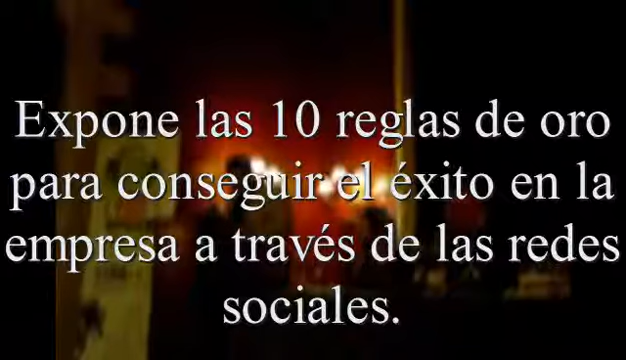 Expone las 10 reglas de oro
para conseguir el éxito en la
empresa a través de las redes
sociales.